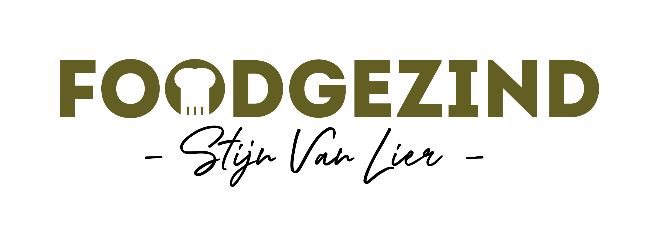 FOODGEZIND
- Stijn Van Lier -